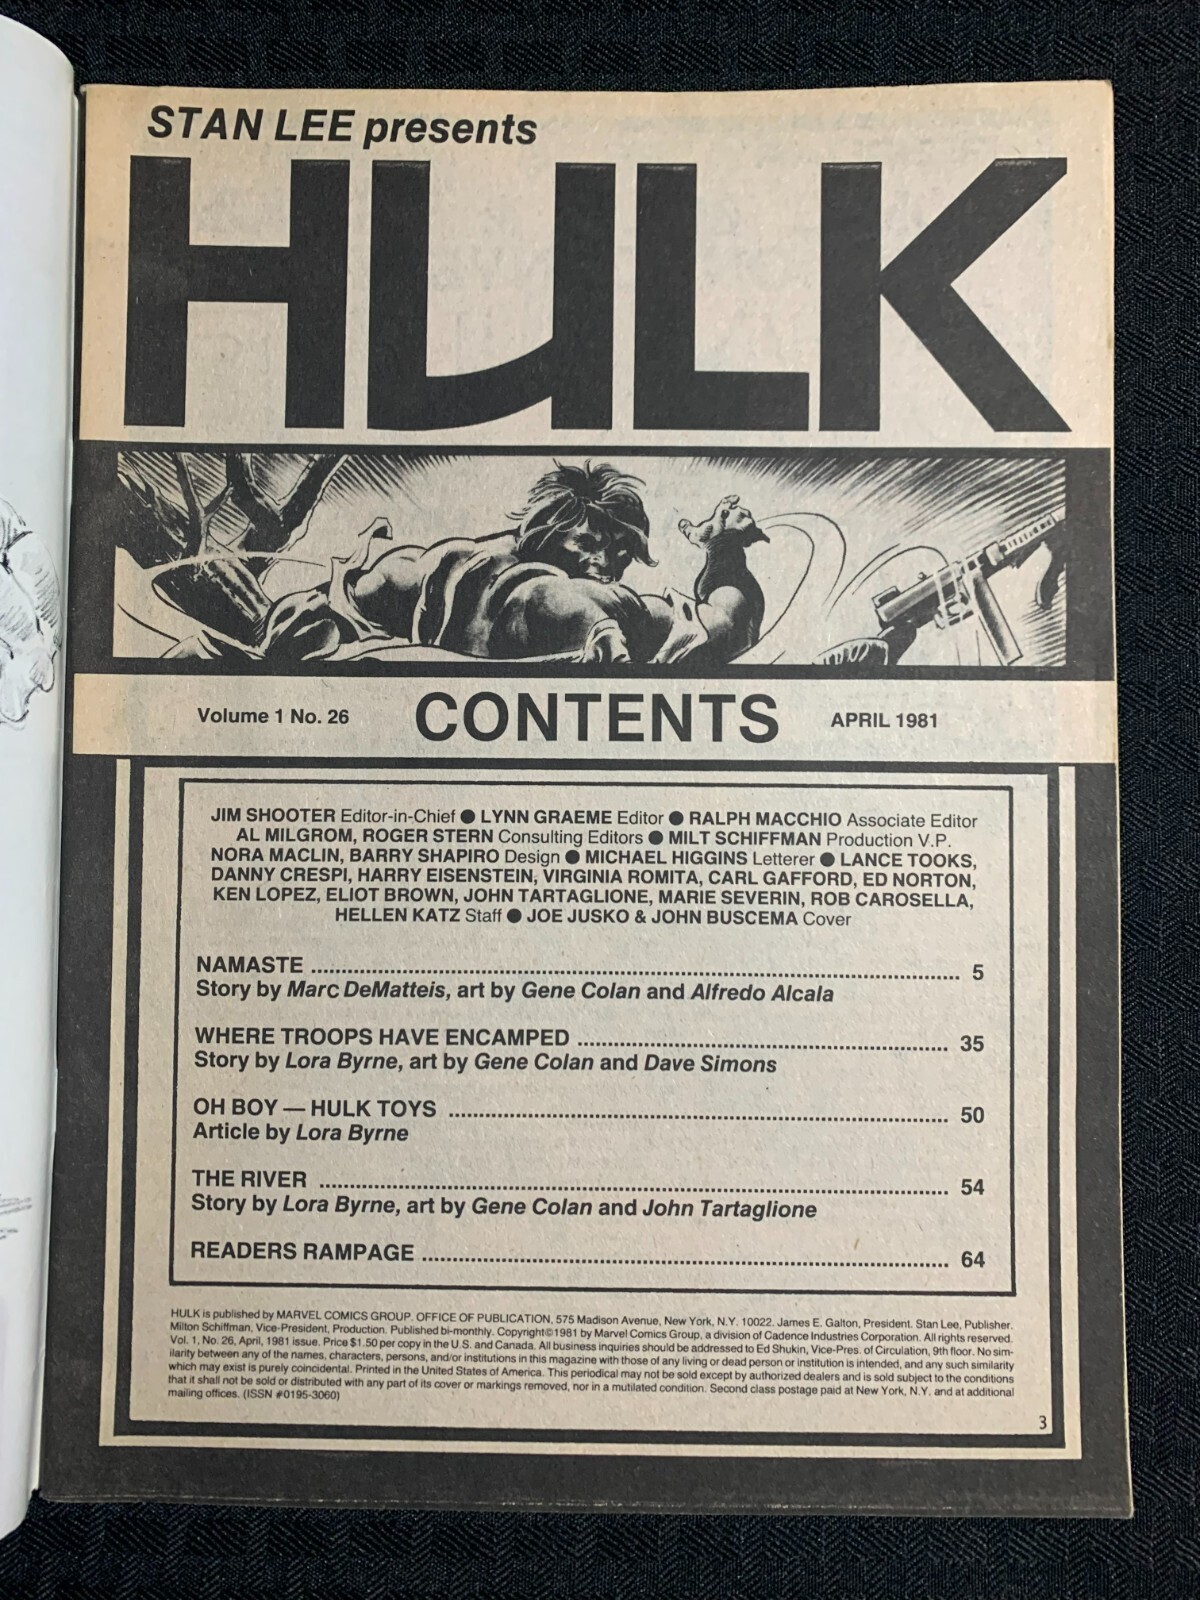 STAN LEE presents
HULK
Volume 1 No. 26 CONTENTS APRIL 1981
JIM SHOOTER Editor-in-Chief ● LYNN GRAEME Editor ● RALPH MACCHIO Associate Editor
AL MILGROM, ROGER STERN Consulting Editors ● MILT SCHIFFMAN Production V.P.
NORA MACLIN, BARRY SHAPIRO Design ● MICHAEL HIGGINS Letterer ● LANCE TOOKS,
DANNY CRESPI, HARRY EISENSTEIN, VIRGINIA ROMITA, CARL GAFFORD, ED NORTON,
KEN LOPEZ, ELIOT BROWN, JOHN TARTAGLIONE, MARIE SEVERIN, ROB CAROSELLA,
HELLEN KATZ Staff ● JOE JUSKO & JOHN BUSCEMA Cover
NAMASTE ........ 5
Story by Marc DeMatteis, art by Gene Colan and Alfredo Alcala
WHERE TROOPS HAVE ENCAMPED ........ 35
Story by Lora Byrne, art by Gene Colan and Dave Simons
OH BOY — HULK TOYS ........ 50
Article by Lora Byrne
THE RIVER ........ 54
Story by Lora Byrne, art by Gene Colan and John Tartaglione
READERS RAMPAGE ........ 64
HULK is published by MARVEL COMICS GROUP. OFFICE OF PUBLICATION, 575 Madison Avenue, New York, N.Y. 10022. James E. Galton, President. Stan Lee, Publisher.
Milton Schiffman, Vice-President, Production. Published bi-monthly. Copyright©1981 by Marvel Comics Group, a division of Cadence Industries Corporation. All rights reserved.
Vol. 1, No. 26, April, 1981 issue. Price $1.50 per copy in the U.S. and Canada. All business inquiries should be addressed to Ed Shukin, Vice-Pres. of Circulation, 9th floor. No sim-
ilarity between any of the names, characters, persons, and/or institutions in this magazine with those of any living or dead person or institution is intended, and any such similarity
which may exist is purely coincidental. Printed in the United States of America. This periodical may not be sold except by authorized dealers and is sold subject to the conditions
that it shall not be sold or distributed with any part of its cover or markings removed, nor in a mutilated condition. Second class postage paid at New York, N.Y. and at additional
mailing offices. (ISSN #0195-3060)
3